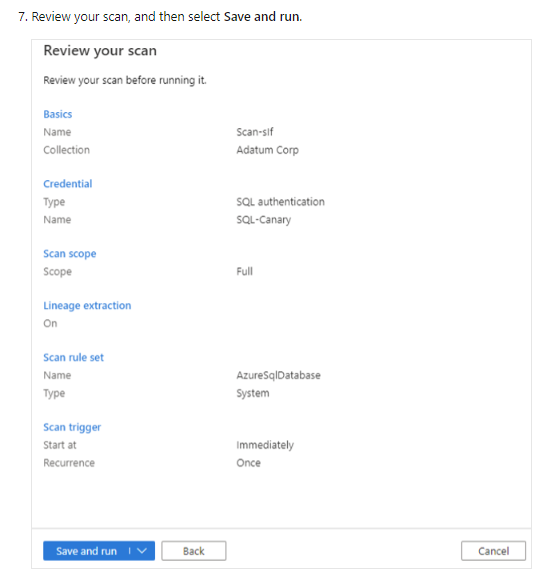 7. Review your scan, and then select Save and run.
Review your scan
Review your scan before running it.
Basics
Name Scan-slf
Collection Adatum Corp
Credential
Type SQL authentication
Name SQL-Canary
Scan scope
Scope Full
Lineage extraction
On
Scan rule set
Name AzureSqlDatabase
Type System
Scan trigger
Start at Immediately
Recurrence Once
Save and run Back Cancel